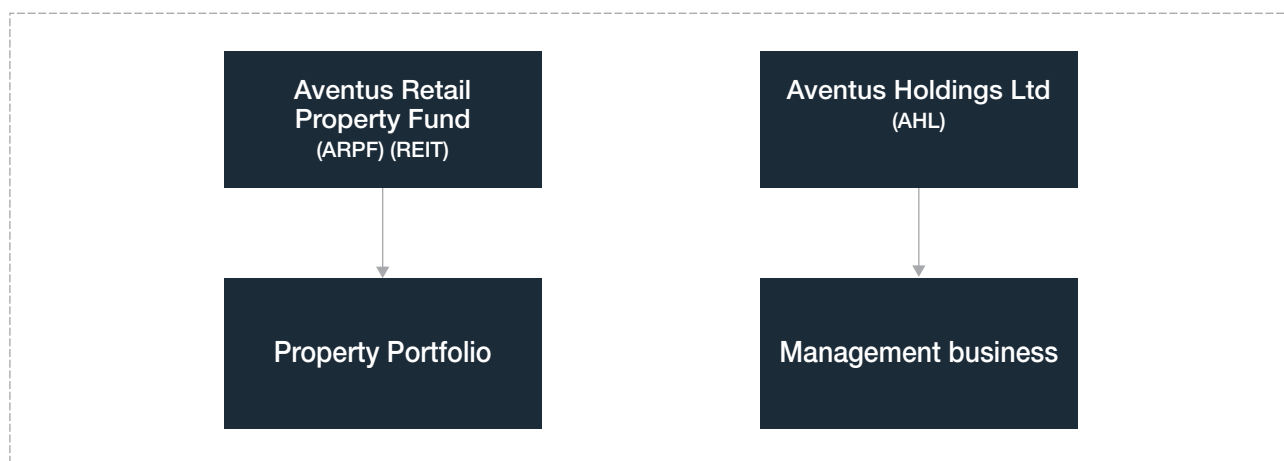 Aventus Retail
Property Fund
(ARPF) (REIT)
Aventus Holdings Ltd
(AHL)
Property Portfolio
Management business